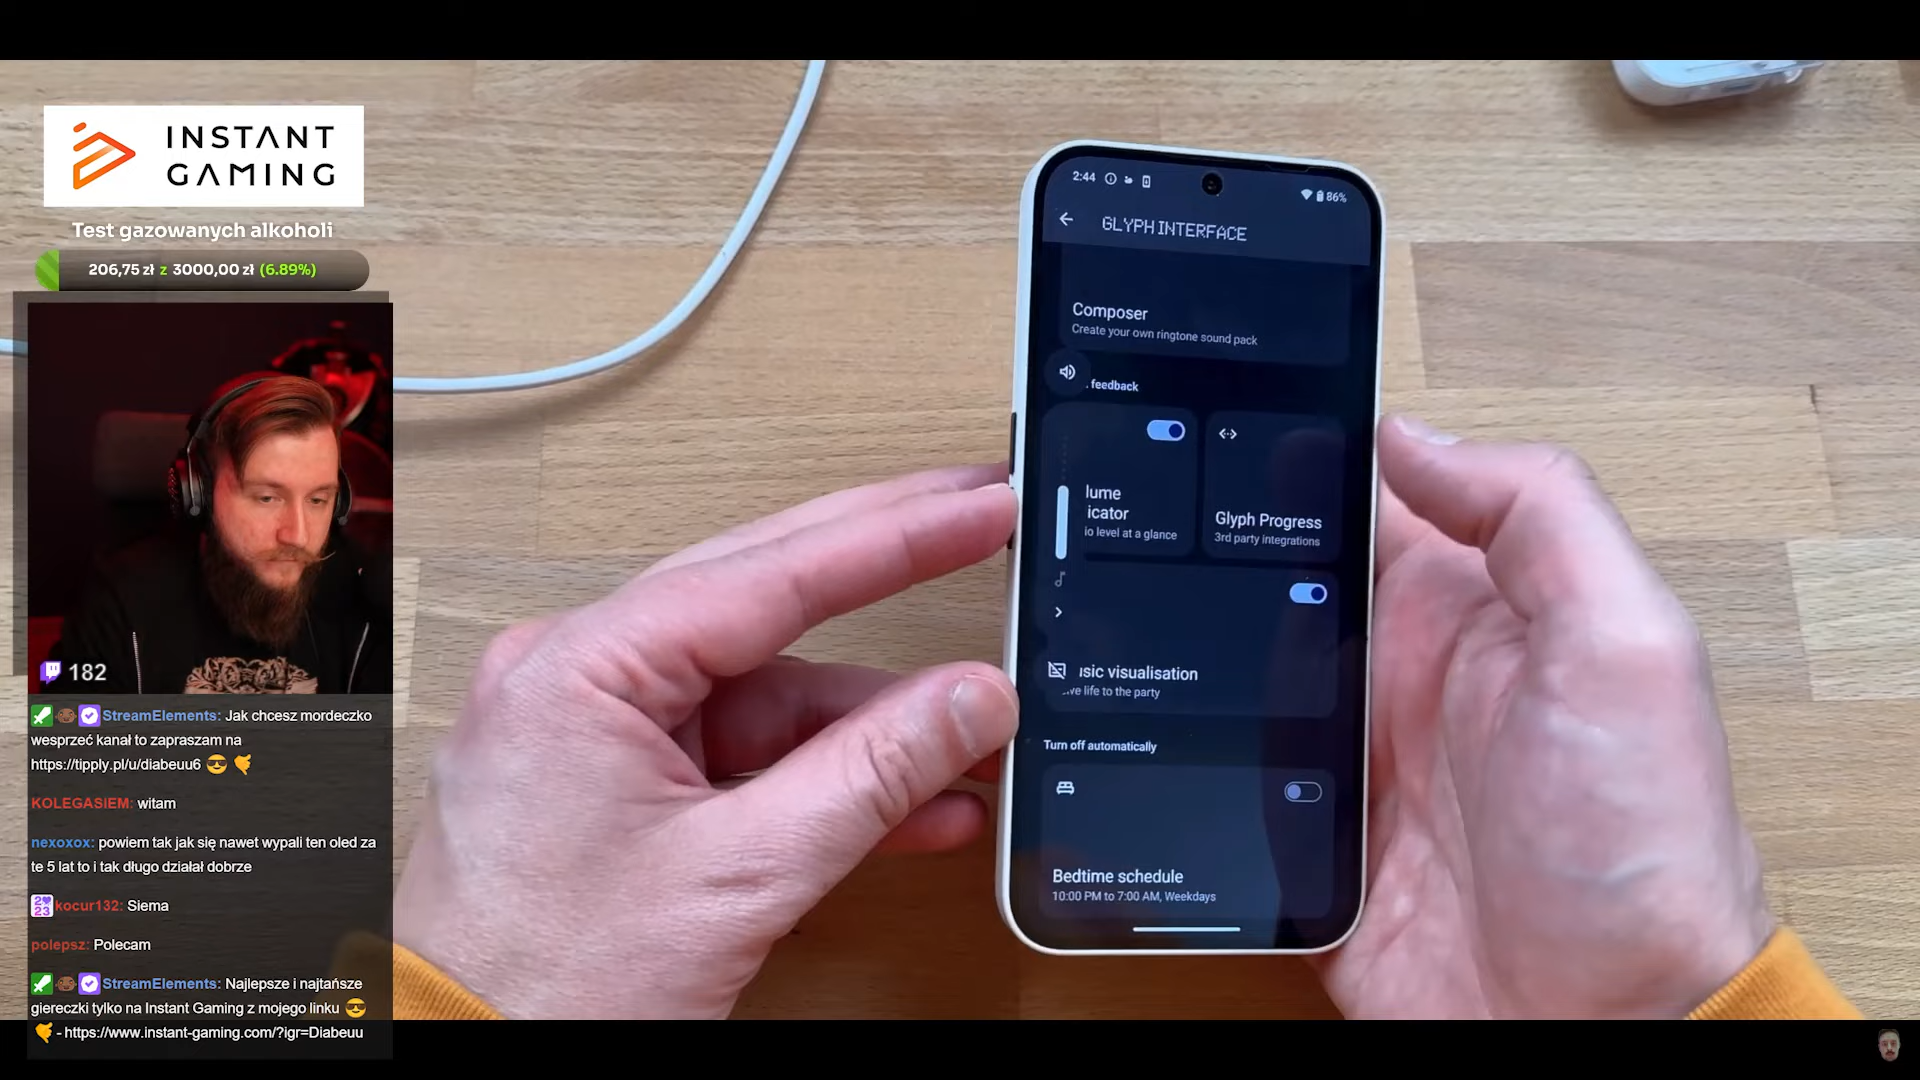 INSTANT
GAMING
Test gazowanych alkoholi
206,75 zł z 3000,00 zł (6.89%)
182
StreamElements: Jak chcesz mordeczko
wesprzeć kanał to zapraszam na
https://tipply.pl/u/diabeuu6
KOLEGASiEM: witam
nexoxox: powiem tak jak się nawet wypali ten oled za
te 5 lat to i tak długo działał dobrze
kocur132: Siema
polepsz: Polecam
StreamElements: Najlepsze i najtańsze
giereczki tylko na Instant Gaming z mojego linku
- https://www.instant-gaming.com/?igr=Diabeuu
2:44
86%
GLYPH INTERFACE
Composer
Create your own ringtone sound pack
feedback
lume
icator
io level at a glance
Glyph Progress
3rd party integrations
usic visualisation
ve life to the party
Turn off automatically
Bedtime schedule
10:00 PM to 7:00 AM, Weekdays